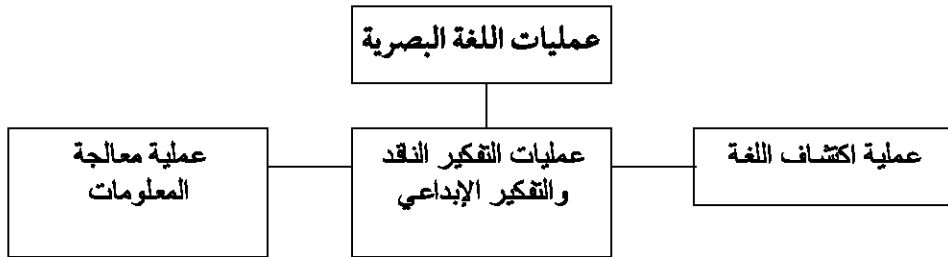 عمليات اللغة البصرية
عملية اكتشاف اللغة
عمليات التفكير الناقد
والتفكير الإبداعي
عملية معالجة
المعلومات